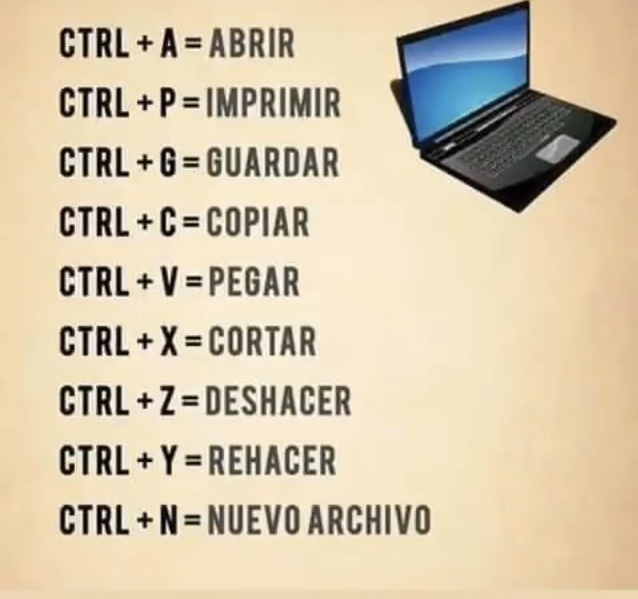 CTRL + A = ABRIR
CTRL + P = IMPRIMIR
CTRL + G = GUARDAR
CTRL + C = COPIAR
CTRL + V = PEGAR
CTRL + X = CORTAR
CTRL + Z = DESHACER
CTRL + Y = REHACER
CTRL + N = NUEVO ARCHIVO